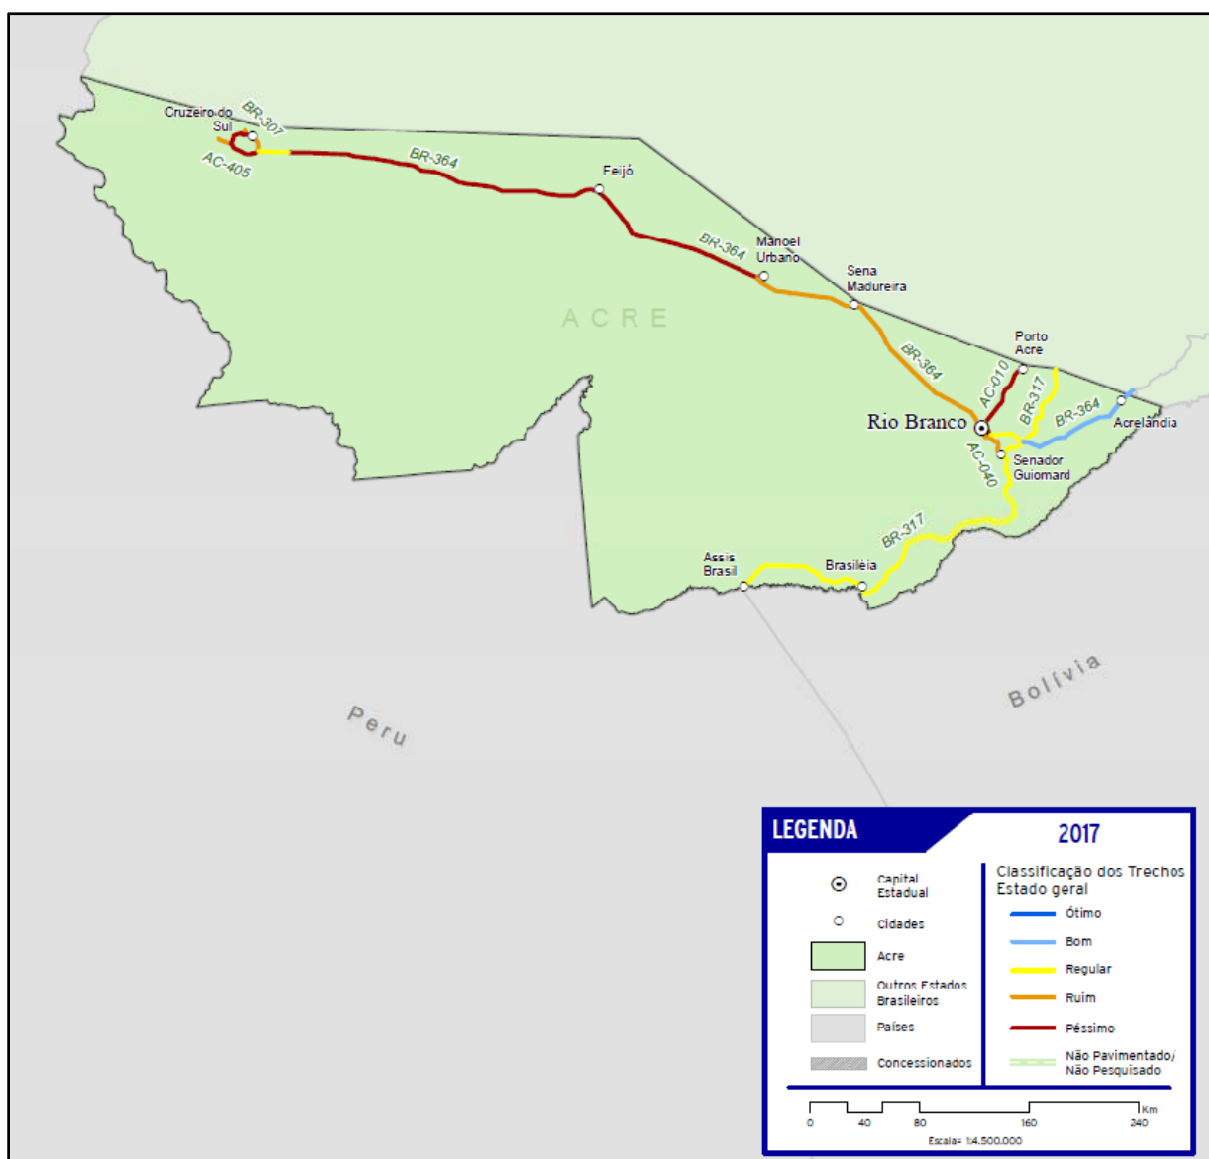 Cruzeiro do
Sul
BR-307
AC-405
BR-364
Feijó
BR-364
Manoel
Urbano
Sena
Madureira
ACRE
BR-364
Porto
Acre
AC-010
BR-317
BR-364
Acrelândia
Rio Branco
AC-040
Senador
Guiomard
BR-317
Assis
Brasil
Brasiléia
Peru
Bolívia
LEGENDA
2017
Capital
Estadual
Cidades
Acre
Outros Estados
Brasileiros
Países
Concessionados
Classificação dos Trechos
Estado geral
Ótimo
Bom
Regular
Ruim
Péssimo
Não Pavimentado/
Não Pesquisado
0 40 80 160 240 Km
Escala= 1:4.500.000